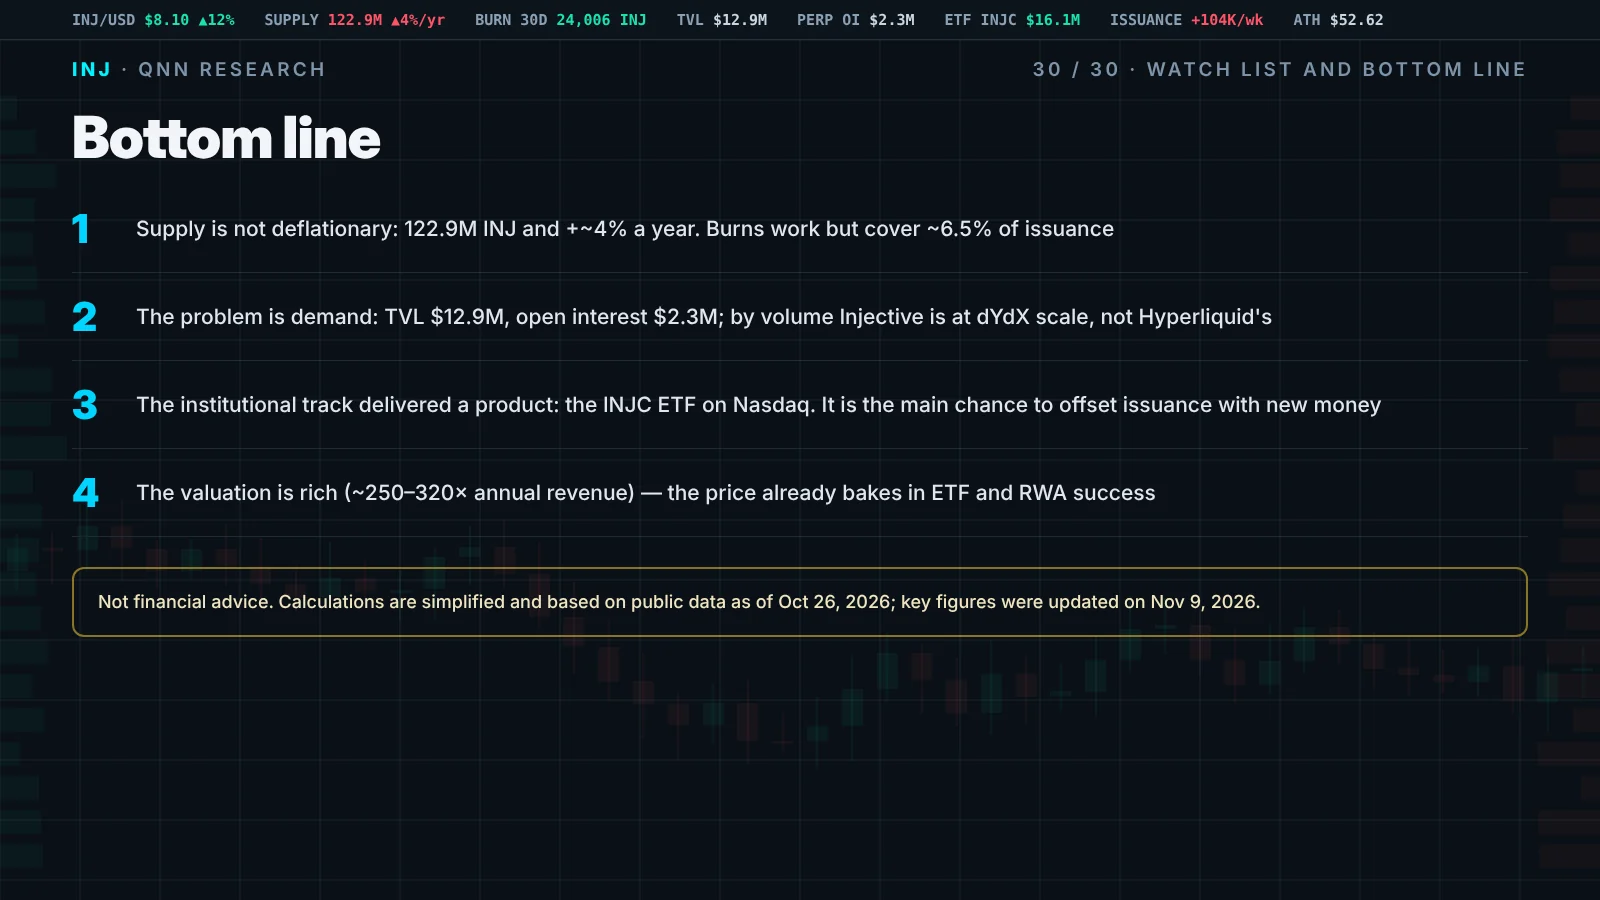 INJ/USD $8.10 ▲12% SUPPLY 122.9M ▲4%/yr BURN 30D 24,006 INJ TVL $12.9M PERP OI $2.3M ETF INJC $16.1M ISSUANCE +104K/wk ATH $52.62
INJ · QNN RESEARCH
30 / 30 · WATCH LIST AND BOTTOM LINE
Bottom line
1 Supply is not deflationary: 122.9M INJ and +~4% a year. Burns work but cover ~6.5% of issuance
2 The problem is demand: TVL $12.9M, open interest $2.3M; by volume Injective is at dYdX scale, not Hyperliquid's
3 The institutional track delivered a product: the INJC ETF on Nasdaq. It is the main chance to offset issuance with new money
4 The valuation is rich (~250–320× annual revenue) — the price already bakes in ETF and RWA success
Not financial advice. Calculations are simplified and based on public data as of Oct 26, 2026; key figures were updated on Nov 9, 2026.